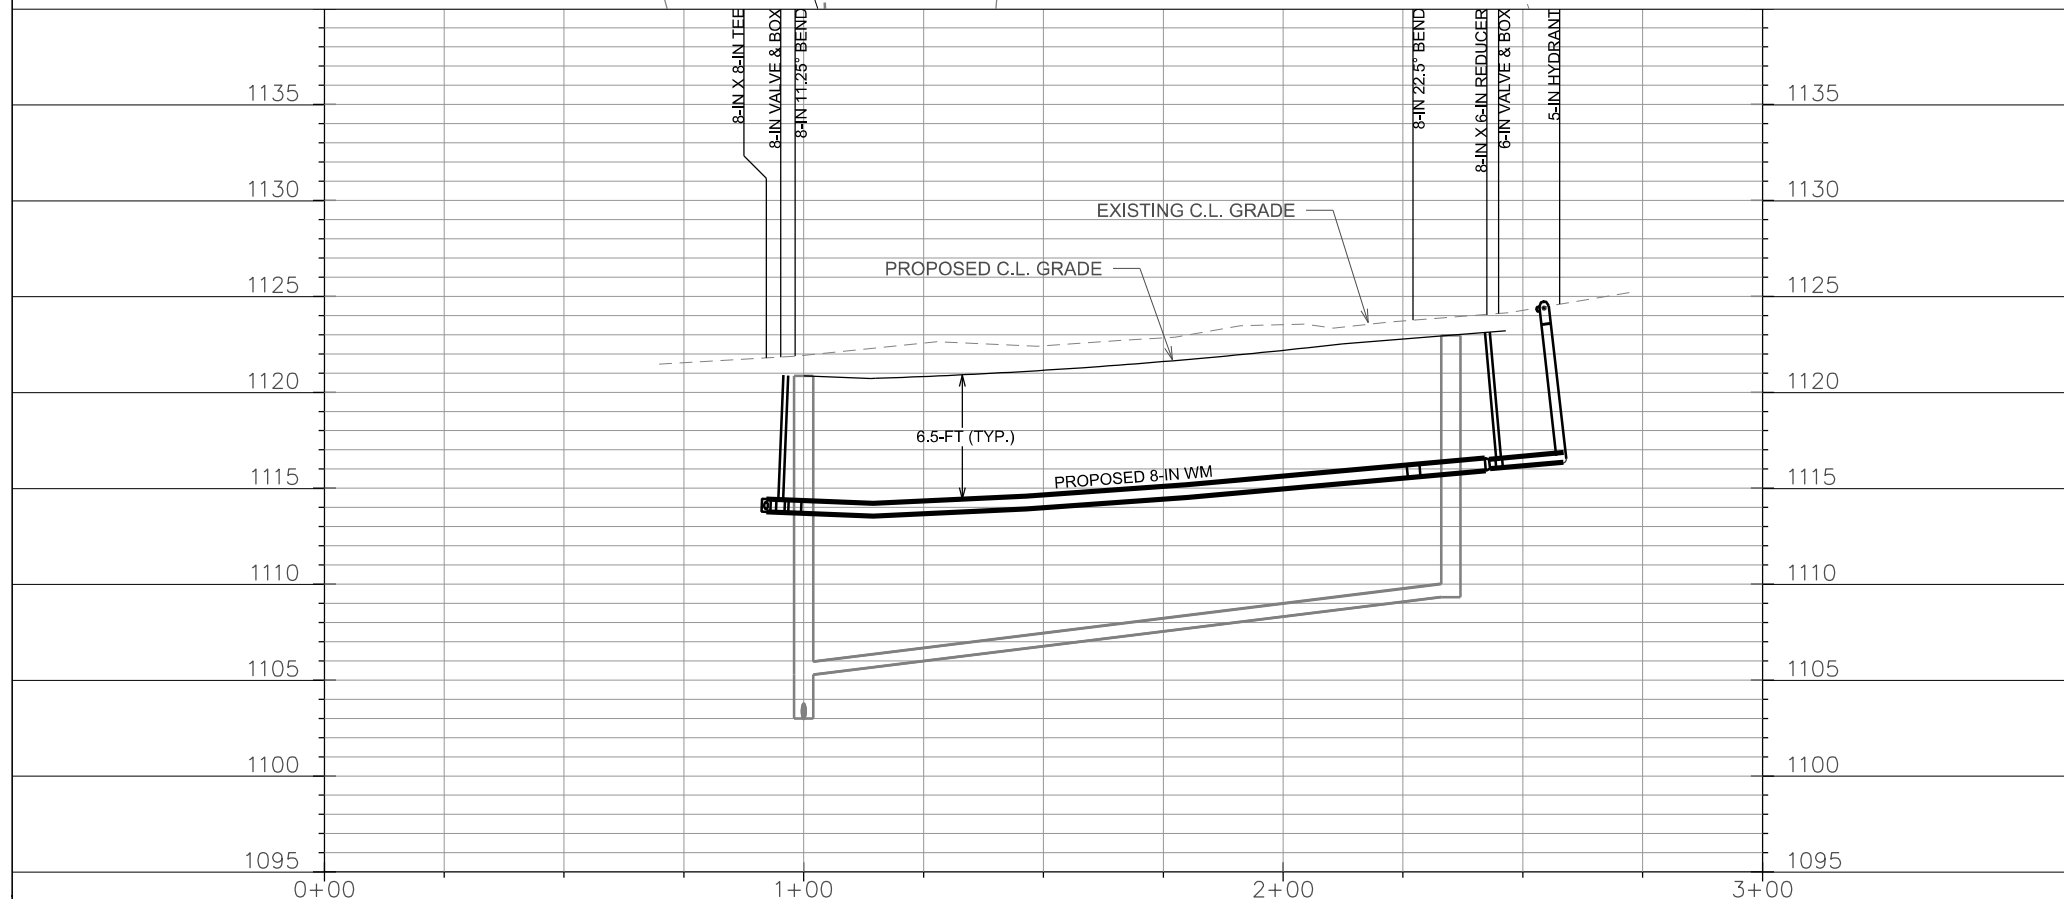 8-IN X 8-IN TEE
8-IN VALVE & BOX
8-IN 11.25° BEND
8-IN 22.5° BEND
8-IN X 6-IN REDUCER
6-IN VALVE & BOX
5-IN HYDRANT
1135 1135
1130 1130
EXISTING C.L. GRADE
PROPOSED C.L. GRADE
1125 1125
1120 1120
6.5-FT (TYP.)
PROPOSED 8-IN WM
1115 1115
1110 1110
1105 1105
1100 1100
1095 1095
0+00 1+00 2+00 3+00